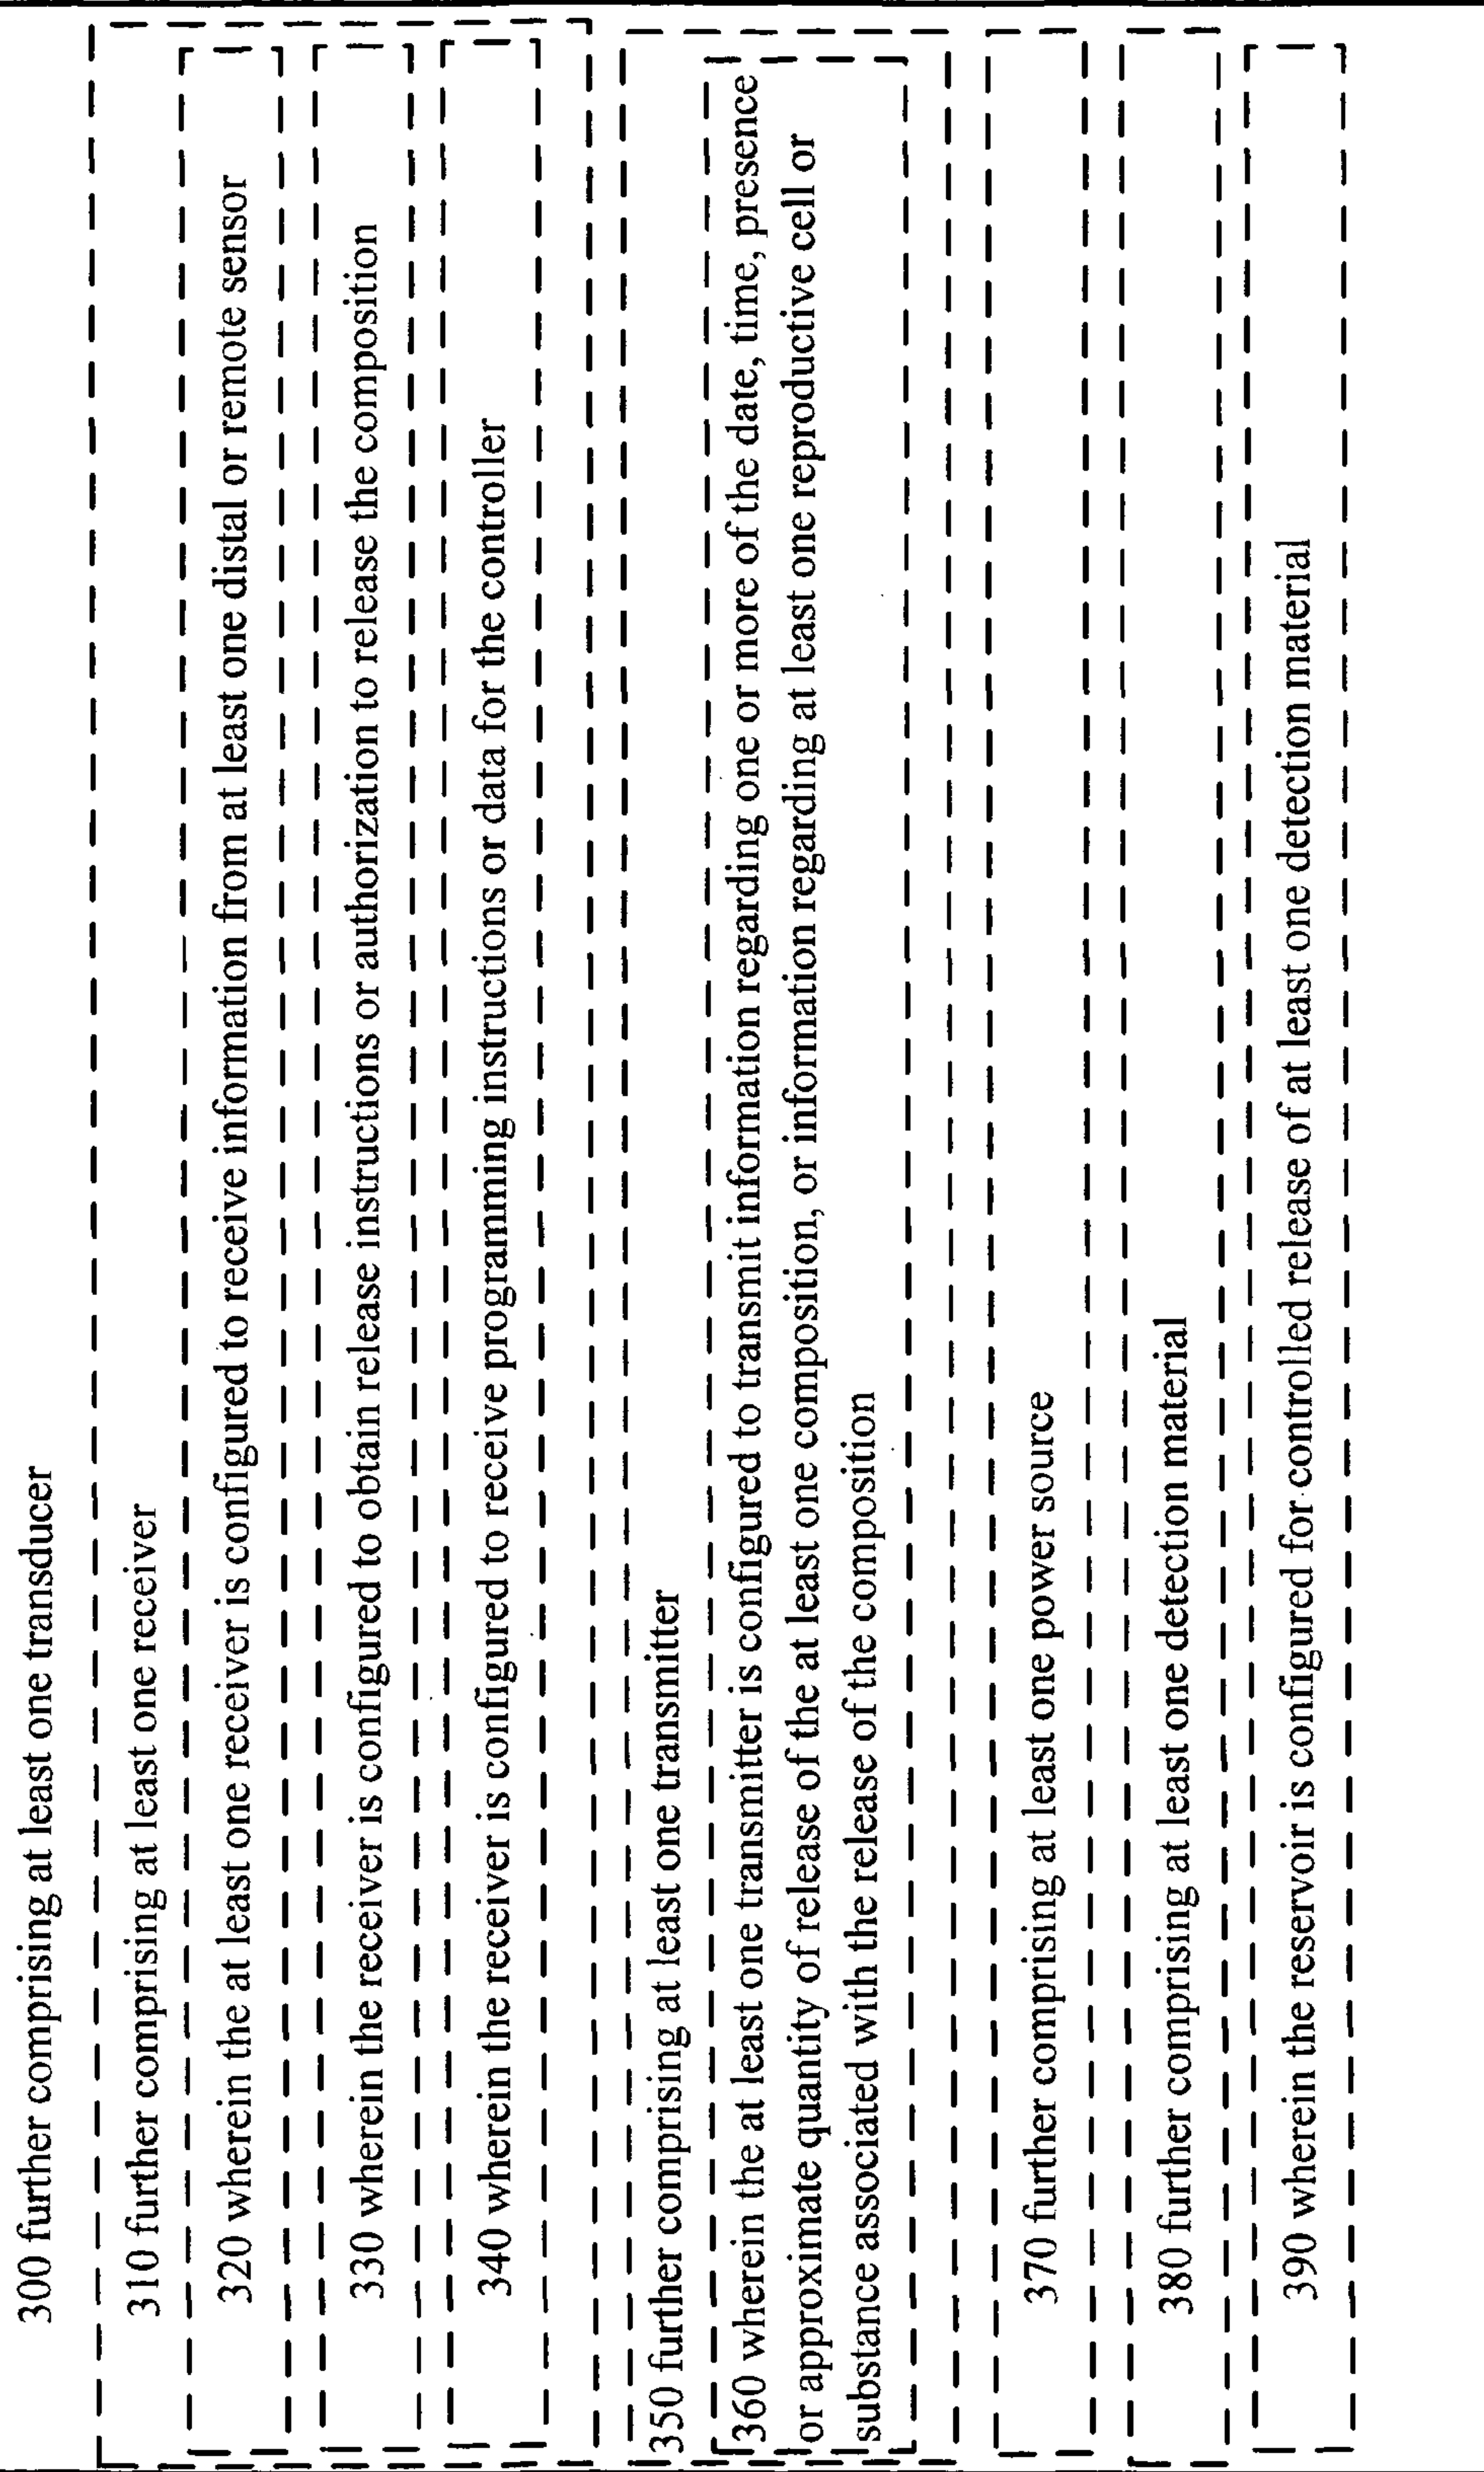 300 further comprising at least one transducer
310 further comprising at least one receiver
320 wherein the at least one receiver is configured to receive information from at least one distal or remote sensor
330 wherein the receiver is configured to obtain release instructions or authorization to release the composition
340 wherein the receiver is configured to receive programming instructions or data for the controller
350 further comprising at least one transmitter
360 wherein the at least one transmitter is configured to transmit information regarding one or more of the date, time, presence
or approximate quantity of release of the at least one composition, or information regarding at least one reproductive cell or
substance associated with the release of the composition
370 further comprising at least one power source
380 further comprising at least one detection material
390 wherein the reservoir is configured for controlled release of at least one detection material